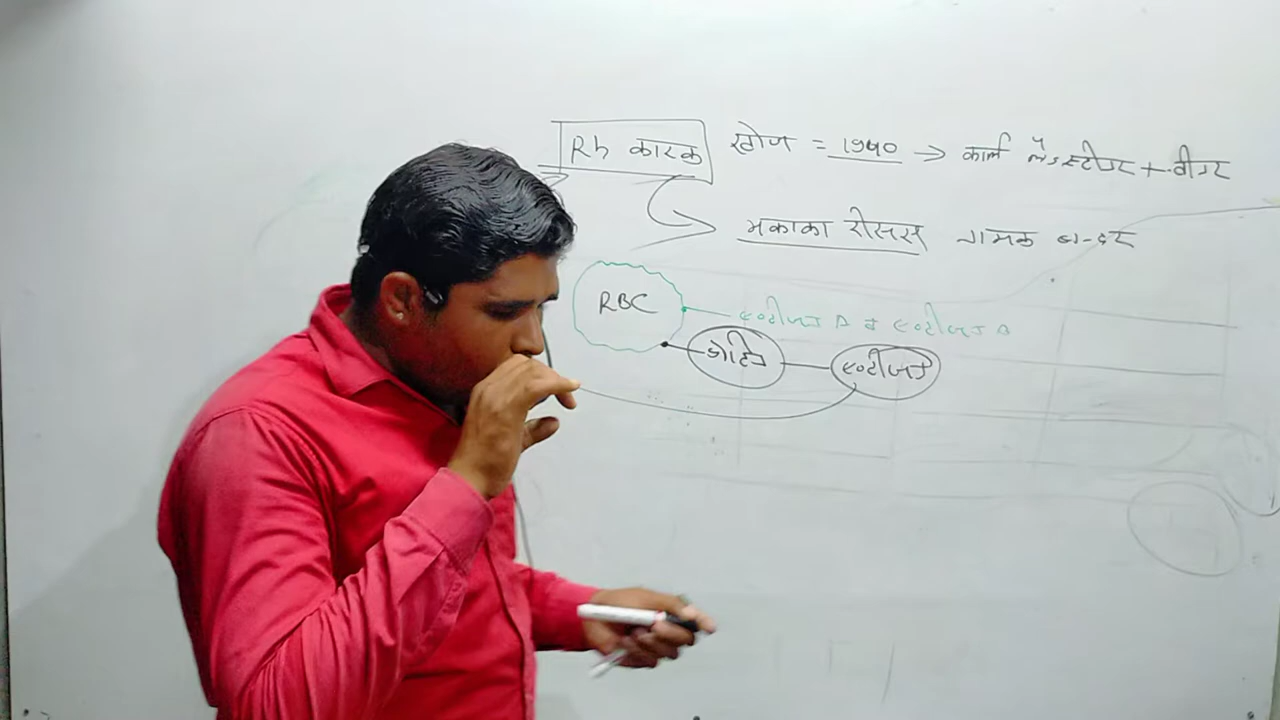 Rh कारक खोज = 1940 → कार्ल लैंडस्टीनर + वीनर
मकाका रीसस नामक बन्दर
RBC
एन्टीजन A व एन्टीजन B
प्रोटीन
एन्टीजन